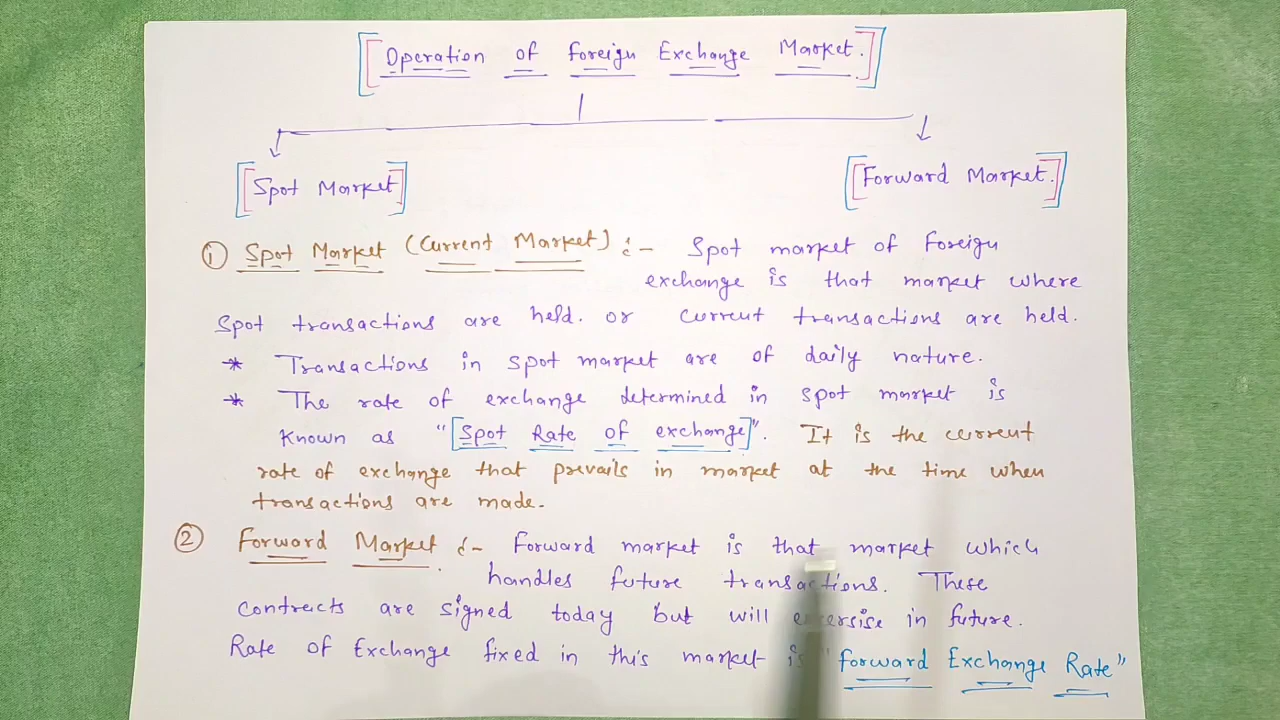 [Operation of Foreign Exchange Market.]
[Spot Market]
[Forward Market.]
① Spot Market (Current Market) :- Spot market of Foreign
exchange is that market where
Spot transactions are held. or current transactions are held.
* Transactions in spot market are of daily nature.
* The rate of exchange determined in spot market is
known as "[Spot Rate of exchange]". It is the current
rate of exchange that prevails in market at the time when
transactions are made.
② Forward Market :- Forward market is that market which
handles future transactions. These
contracts are signed today but will excersise in future.
Rate of Exchange fixed in this market is "Forward Exchange Rate"